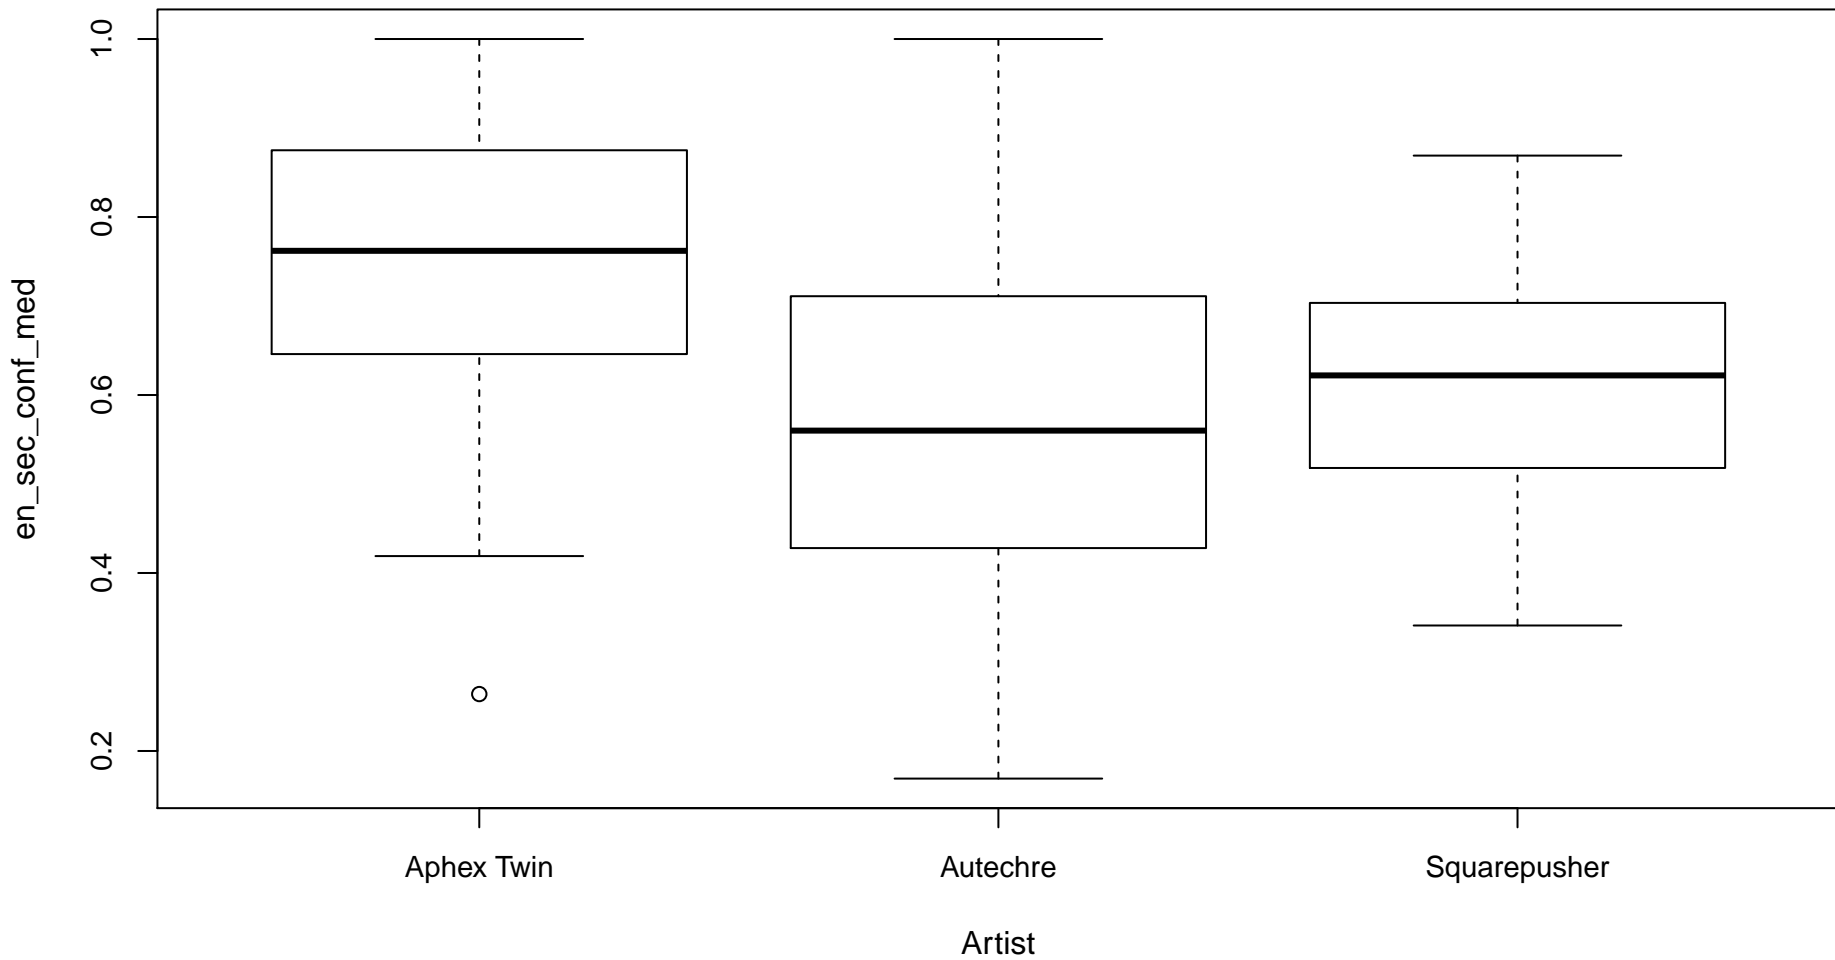 en_sec_conf_med
1.0
0.8
0.6
0.4
0.2
Aphex Twin
Autechre
Squarepusher
Artist